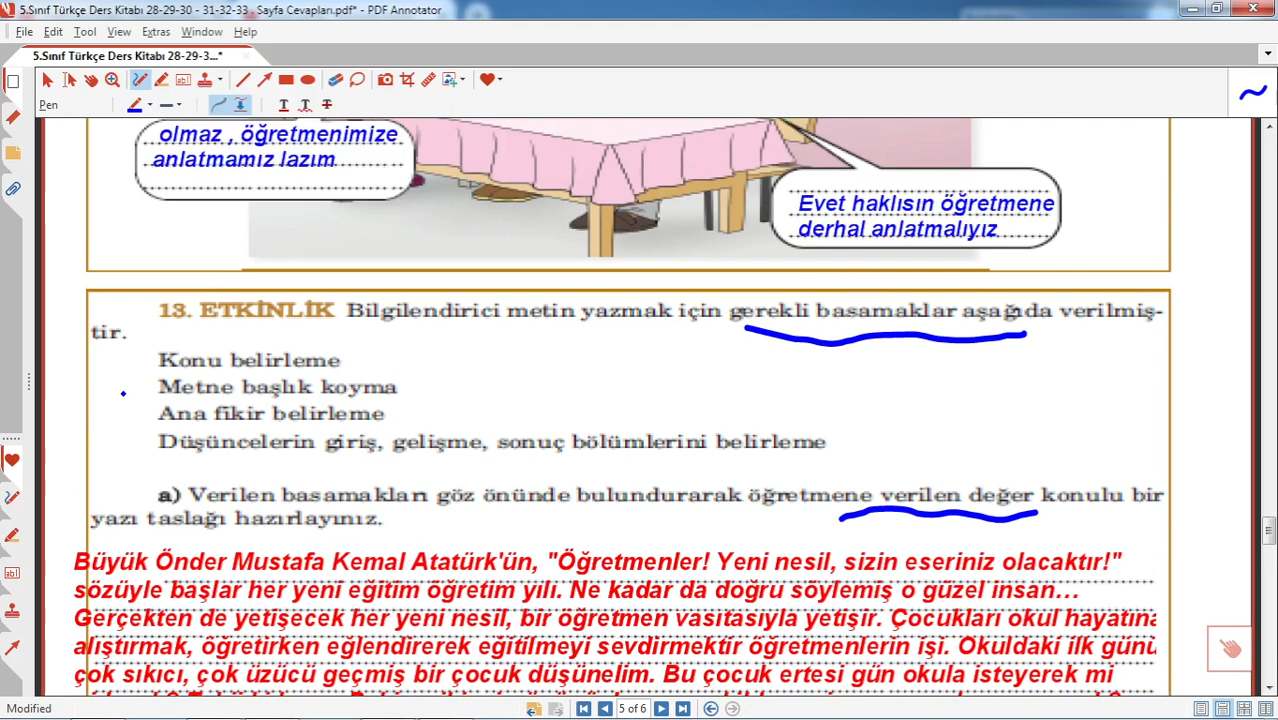 5.Sınıf Türkçe Ders Kitabı 28-29-30 - 31-32-33 . Sayfa Cevapları.pdf* - PDF Annotator
File Edit Tool View Extras Window Help
5.Sınıf Türkçe Ders Kitabı 28-29-3...*
Pen
olmaz , öğretmenimize
anlatmamız lazım
Evet haklısın öğretmene
derhal anlatmalıyız
13. ETKİNLİK Bilgilendirici metin yazmak için gerekli basamaklar aşağıda verilmiş-
tir.
Konu belirleme
Metne başlık koyma
Ana fikir belirleme
Düşüncelerin giriş, gelişme, sonuç bölümlerini belirleme
a) Verilen basamakları göz önünde bulundurarak öğretmene verilen değer konulu bir
yazı taslağı hazırlayınız.
Büyük Önder Mustafa Kemal Atatürk'ün, "Öğretmenler! Yeni nesil, sizin eseriniz olacaktır!"
sözüyle başlar her yeni eğitim öğretim yılı. Ne kadar da doğru söylemiş o güzel insan…
Gerçekten de yetişecek her yeni nesil, bir öğretmen vasıtasıyla yetişir. Çocukları okul hayatına
alıştırmak, öğretirken eğlendirerek eğitilmeyi sevdirmektir öğretmenlerin işi. Okuldaki ilk günü
çok sıkıcı, çok üzücü geçmiş bir çocuk düşünelim. Bu çocuk ertesi gün okula isteyerek mi
Modified
5 of 6